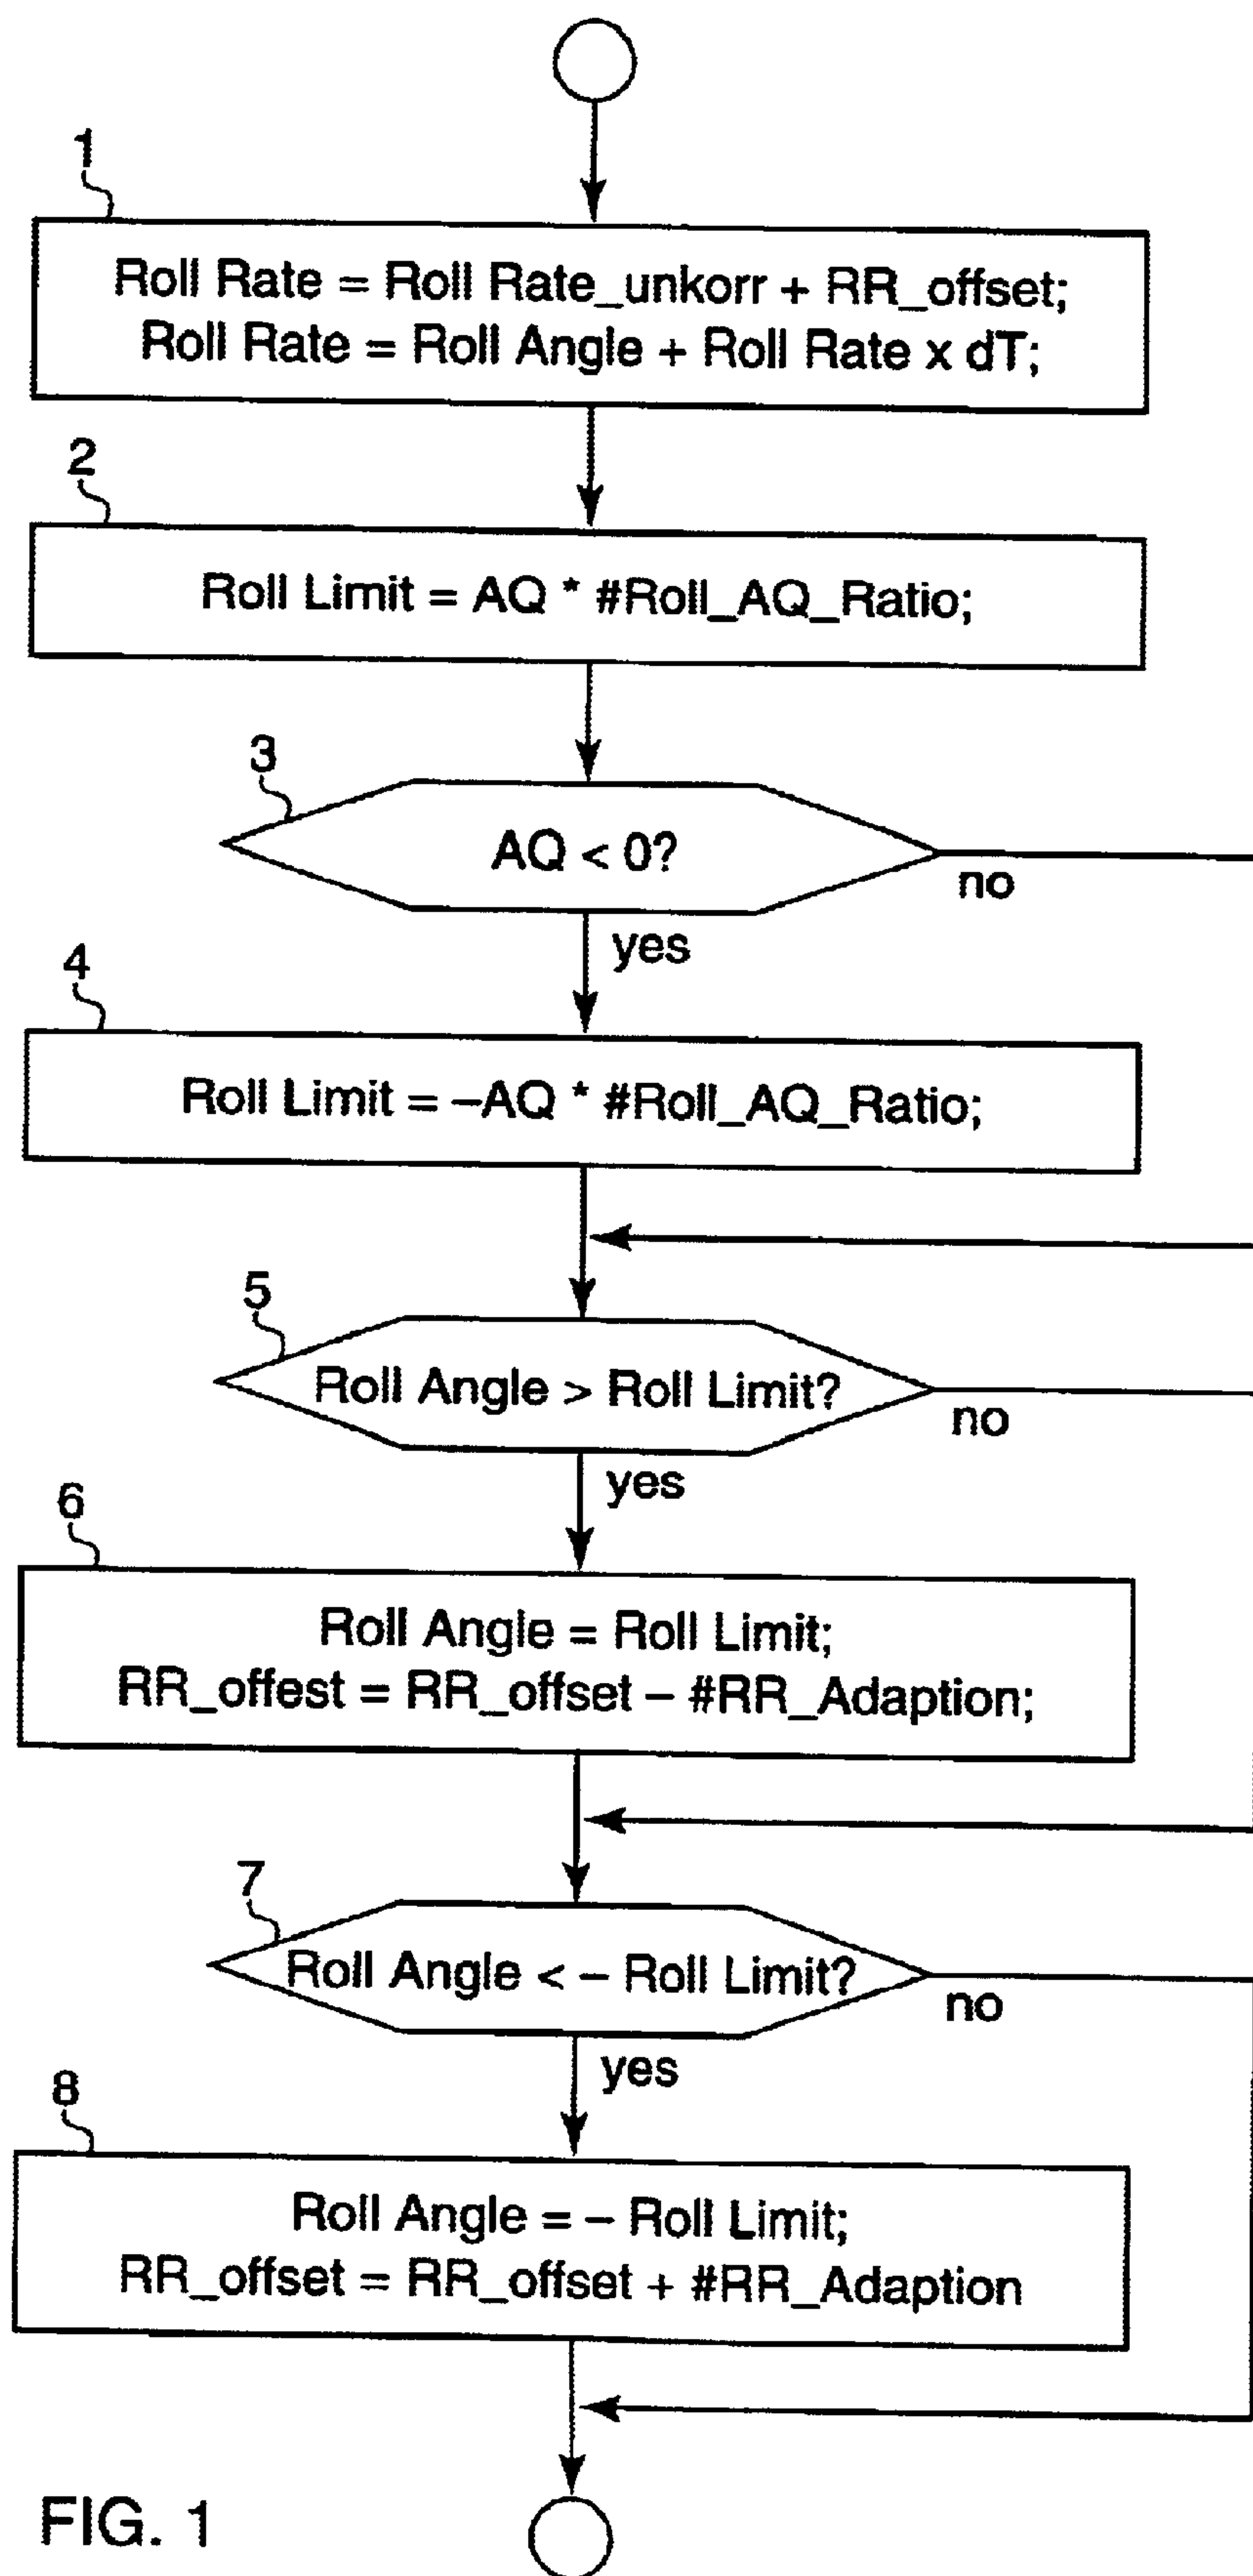 1
Roll Rate = Roll Rate_unkorr + RR_offset;
Roll Rate = Roll Angle + Roll Rate x dT;
2
Roll Limit = AQ * #Roll_AQ_Ratio;
3
AQ < 0?
no
yes
4
Roll Limit = –AQ * #Roll_AQ_Ratio;
5
Roll Angle > Roll Limit?
no
yes
6
Roll Angle = Roll Limit;
RR_offest = RR_offset – #RR_Adaption;
7
Roll Angle < – Roll Limit?
no
yes
8
Roll Angle = – Roll Limit;
RR_offset = RR_offset + #RR_Adaption
FIG. 1